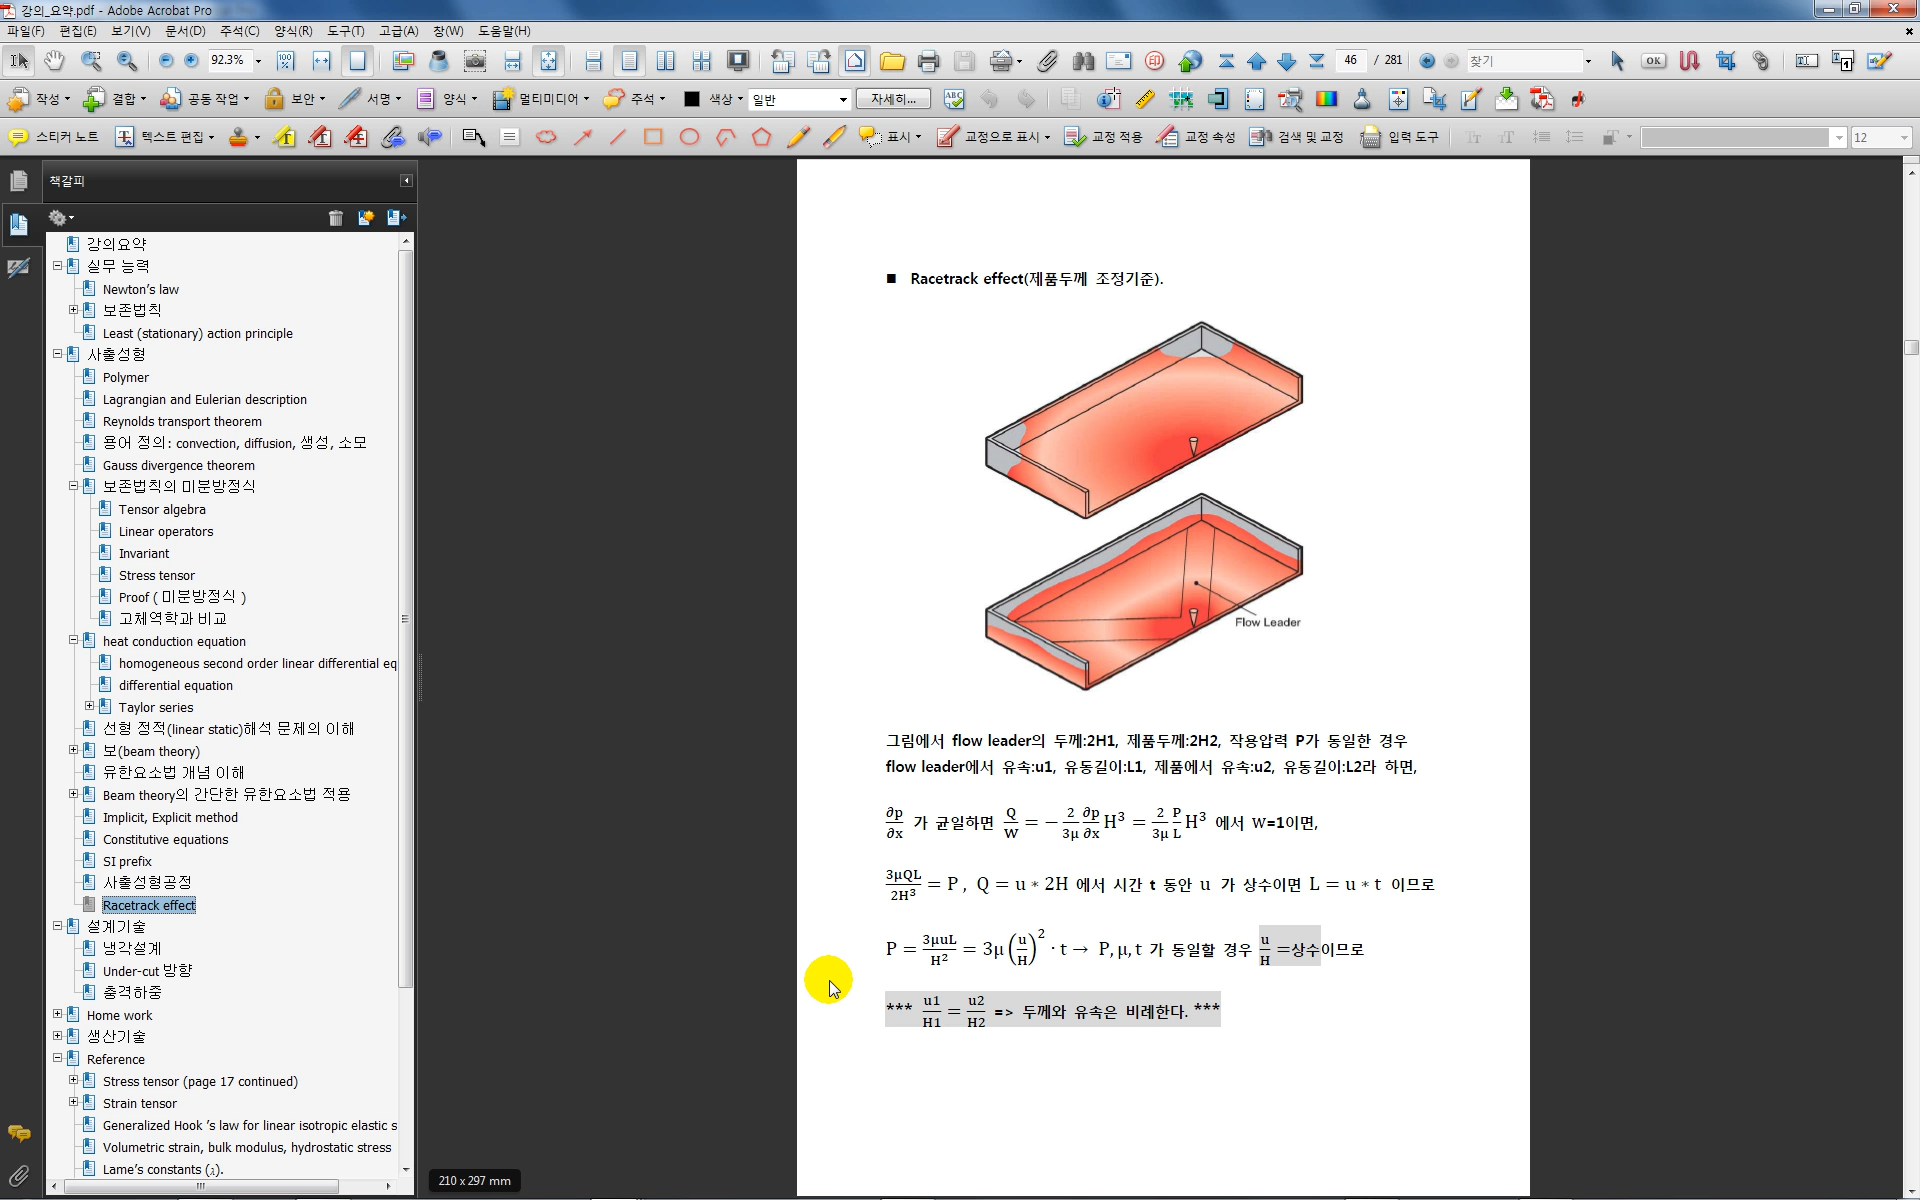 강의_요약.pdf - Adobe Acrobat Pro
파일(F) 편집(E) 보기(V) 문서(D) 주석(C) 양식(R) 도구(T) 고급(A) 창(W) 도움말(H)
92.3% 46 / 281 찾기
작성 결합 공동 작업 보안 서명 양식 멀티미디어 주석 색상 일반 자세히...
스티커 노트 텍스트 편집 표시 교정으로 표시 교정 적용 교정 속성 검색 및 교정 입력 도구 12
책갈피
강의요약
실무 능력
Newton’s law
보존법칙
Least (stationary) action principle
사출성형
Polymer
Lagrangian and Eulerian description
Reynolds transport theorem
용어 정의: convection, diffusion, 생성, 소모
Gauss divergence theorem
보존법칙의 미분방정식
Tensor algebra
Linear operators
Invariant
Stress tensor
Proof ( 미분방정식 )
고체역학과 비교
heat conduction equation
homogeneous second order linear differential eq
differential equation
Taylor series
선형 정적(linear static)해석 문제의 이해
보(beam theory)
유한요소법 개념 이해
Beam theory의 간단한 유한요소법 적용
Implicit, Explicit method
Constitutive equations
SI prefix
사출성형공정
Racetrack effect
설계기술
냉각설계
Under-cut 방향
충격하중
Home work
생산기술
Reference
Stress tensor (page 17 continued)
Strain tensor
Generalized Hook ’s law for linear isotropic elastic s
Volumetric strain, bulk modulus, hydrostatic stress
Lame’s constants (λ).
210 x 297 mm
■ Racetrack effect(제품두께 조정기준).
Flow Leader
그림에서 flow leader의 두께:2H1, 제품두께:2H2, 작용압력 P가 동일한 경우
flow leader에서 유속:u1, 유동길이:L1, 제품에서 유속:u2, 유동길이:L2라 하면,
∂p/∂x 가 균일하면 Q/W = − 2/3μ ∂p/∂x H³ = 2/3μ P/L H³ 에서 W=1이면,
3μQL/2H³ = P , Q = u * 2H 에서 시간 t 동안 u 가 상수이면 L = u * t 이므로
P = 3μuL/H² = 3μ(u/H)² · t → P, μ, t 가 동일할 경우 u/H =상수이므로
*** u1/H1 = u2/H2 => 두께와 유속은 비례한다. ***